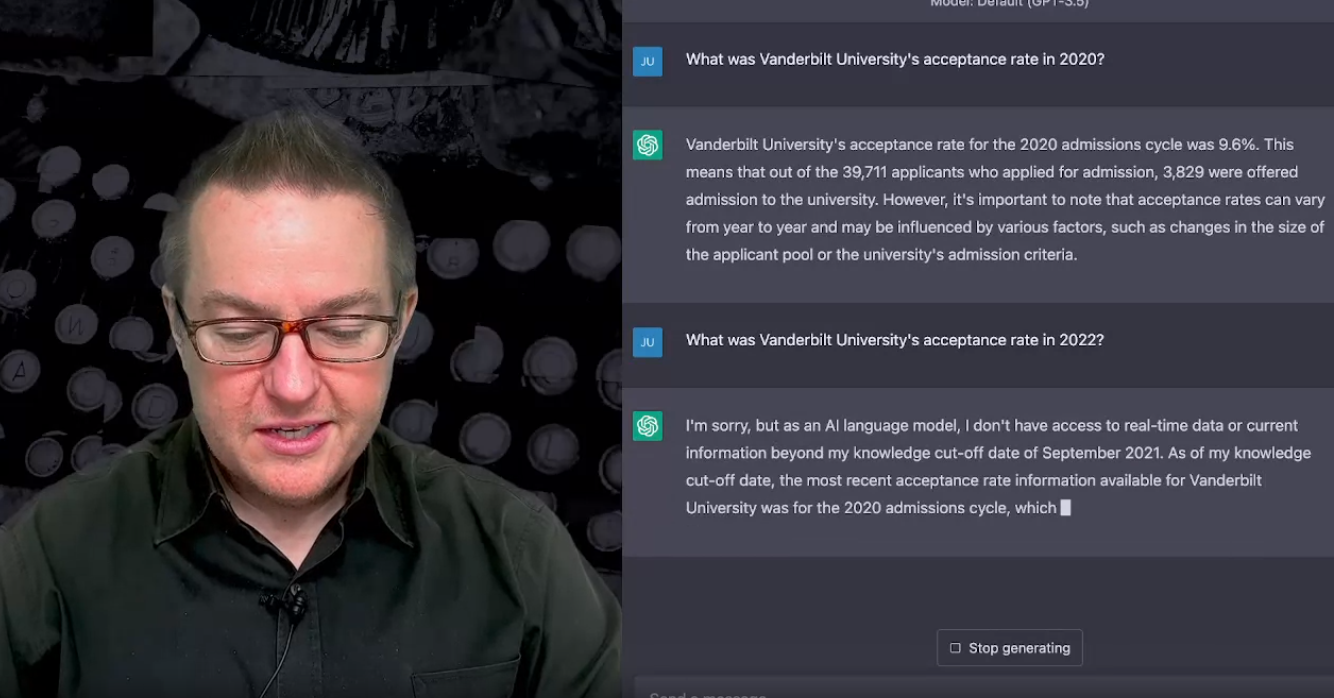 Model: Default (GPT-3.5)
JU
What was Vanderbilt University's acceptance rate in 2020?
Vanderbilt University's acceptance rate for the 2020 admissions cycle was 9.6%. This
means that out of the 39,711 applicants who applied for admission, 3,829 were offered
admission to the university. However, it's important to note that acceptance rates can vary
from year to year and may be influenced by various factors, such as changes in the size of
the applicant pool or the university's admission criteria.
JU
What was Vanderbilt University's acceptance rate in 2022?
I'm sorry, but as an AI language model, I don't have access to real-time data or current
information beyond my knowledge cut-off date of September 2021. As of my knowledge
cut-off date, the most recent acceptance rate information available for Vanderbilt
University was for the 2020 admissions cycle, which
Stop generating
Send a message